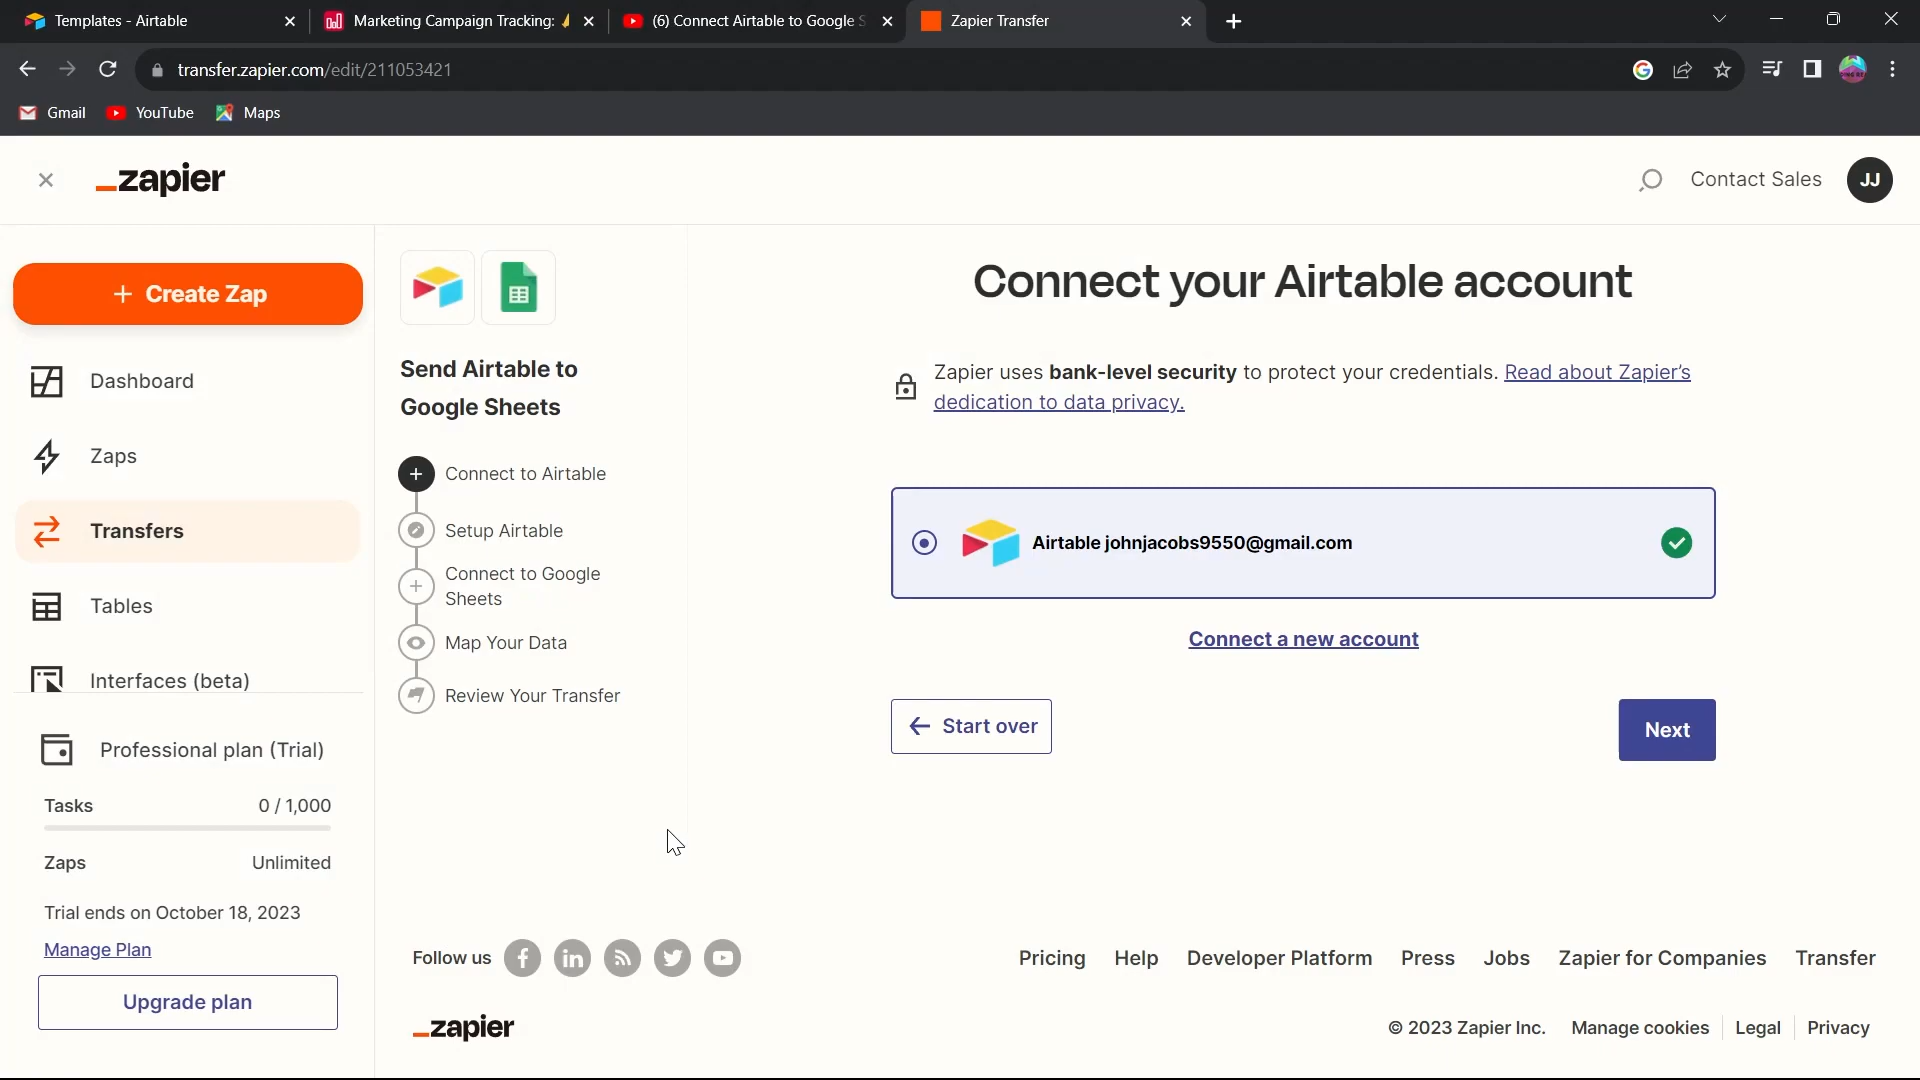 Templates - Airtable
Marketing Campaign Tracking:
(6) Connect Airtable to Google S
Zapier Transfer
transfer.zapier.com/edit/211053421
Gmail
YouTube
Maps
zapier
Contact Sales
JJ
+ Create Zap
Dashboard
Zaps
Transfers
Tables
Interfaces (beta)
Professional plan (Trial)
Tasks 0 / 1,000
Zaps Unlimited
Trial ends on October 18, 2023
Manage Plan
Upgrade plan
Send Airtable to
Google Sheets
Connect to Airtable
Setup Airtable
Connect to Google
Sheets
Map Your Data
Review Your Transfer
Connect your Airtable account
Zapier uses bank-level security to protect your credentials. Read about Zapier's
dedication to data privacy.
Airtable johnjacobs9550@gmail.com
Connect a new account
Start over
Next
Follow us
Pricing Help Developer Platform Press Jobs Zapier for Companies Transfer
zapier
© 2023 Zapier Inc. Manage cookies Legal Privacy